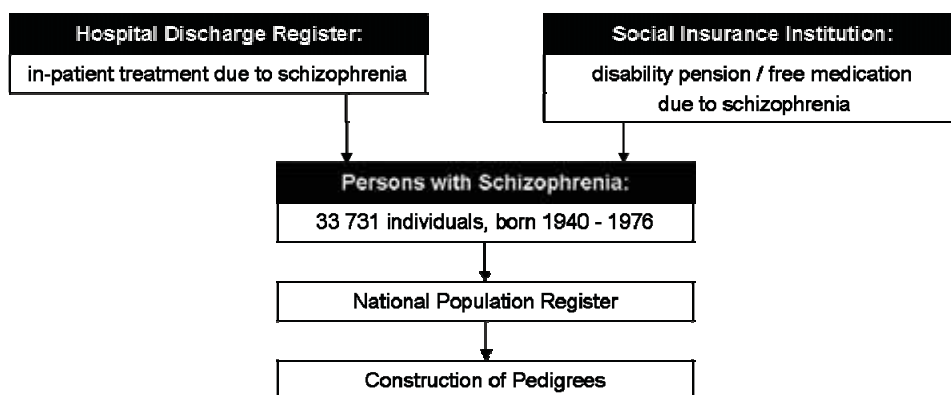 Hospital Discharge Register:
in-patient treatment due to schizophrenia
Social Insurance Institution:
disability pension / free medication
due to schizophrenia
Persons with Schizophrenia:
33 731 individuals, born 1940 - 1976
National Population Register
Construction of Pedigrees